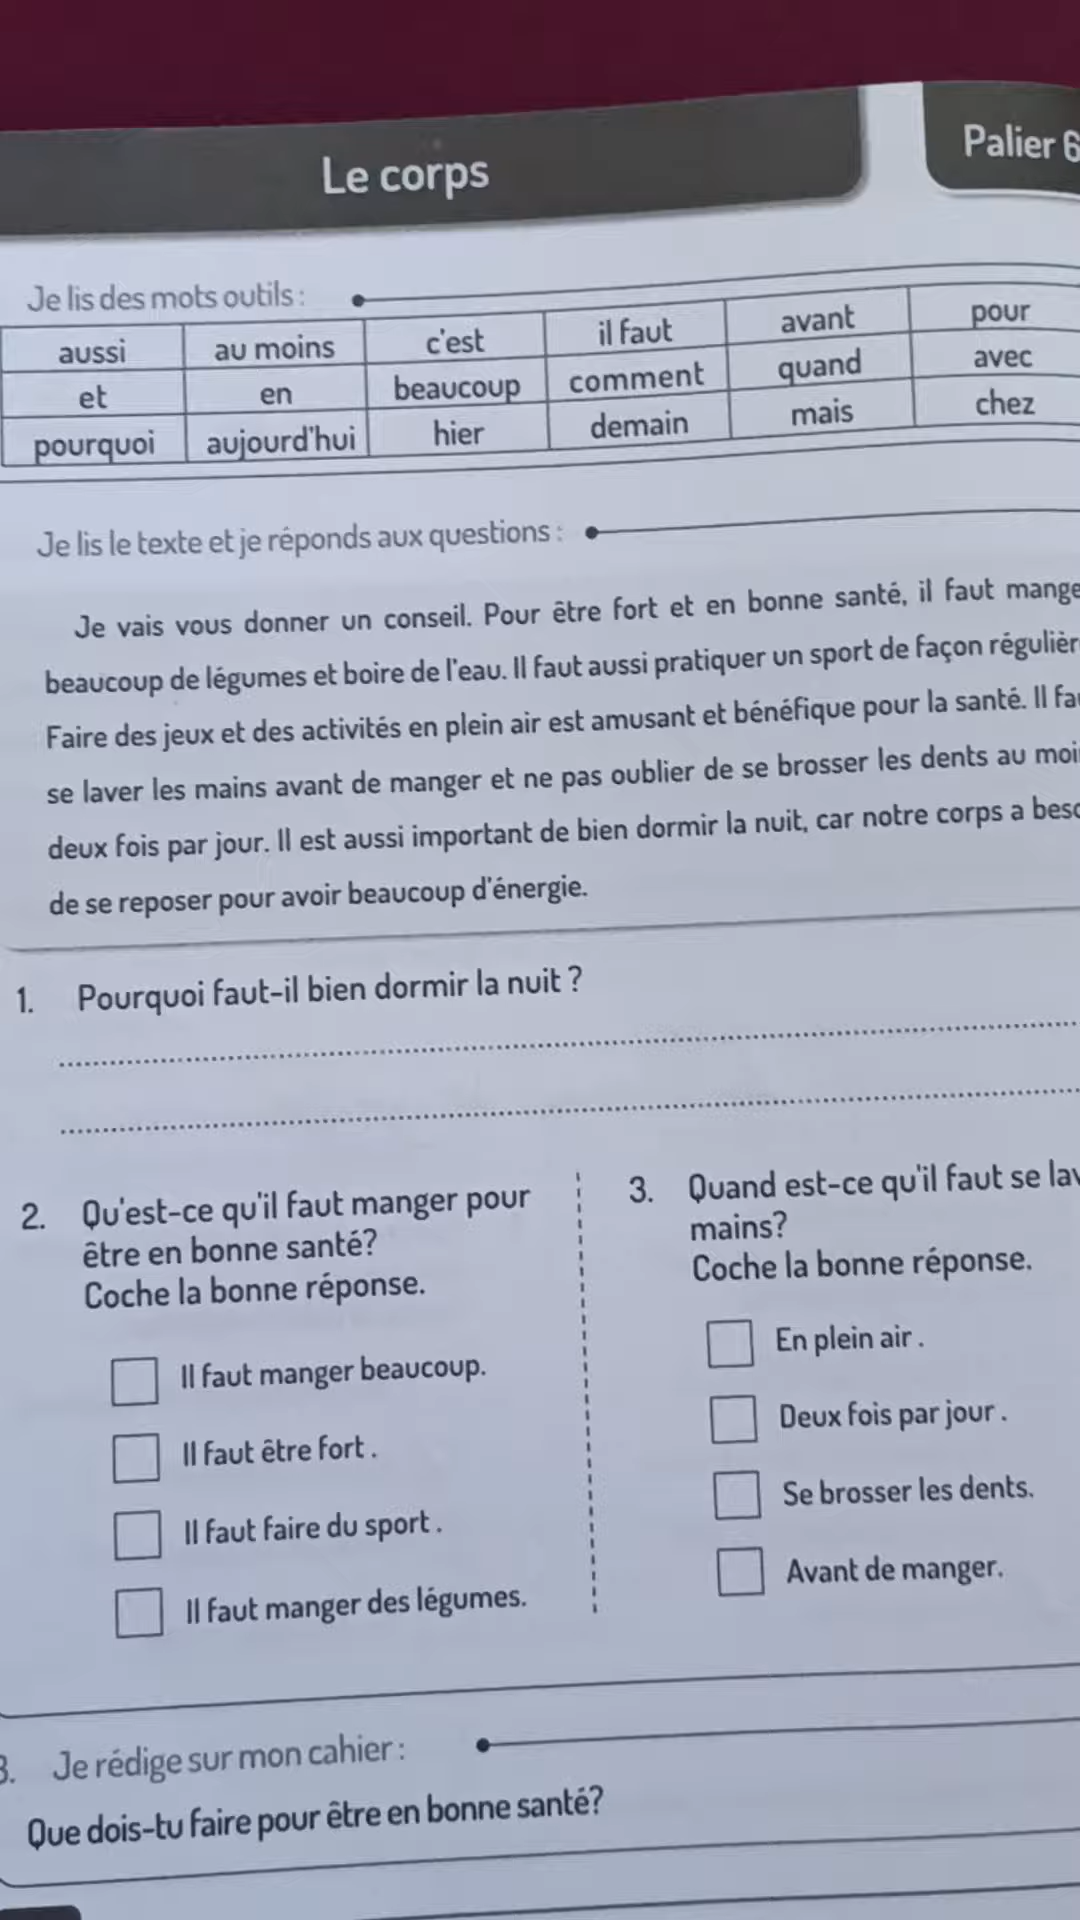 Le corps
Palier 6
Je lis des mots outils :
aussi au moins c'est il faut avant pour
et en beaucoup comment quand avec
pourquoi aujourd'hui hier demain mais chez
Je lis le texte et je réponds aux questions :
Je vais vous donner un conseil. Pour être fort et en bonne santé, il faut mange
beaucoup de légumes et boire de l'eau. Il faut aussi pratiquer un sport de façon régulièr
Faire des jeux et des activités en plein air est amusant et bénéfique pour la santé. Il fa
se laver les mains avant de manger et ne pas oublier de se brosser les dents au moi
deux fois par jour. Il est aussi important de bien dormir la nuit, car notre corps a beso
de se reposer pour avoir beaucoup d'énergie.
1. Pourquoi faut-il bien dormir la nuit ?
2. Qu'est-ce qu'il faut manger pour
être en bonne santé?
Coche la bonne réponse.
Il faut manger beaucoup.
Il faut être fort .
Il faut faire du sport .
Il faut manger des légumes.
3. Quand est-ce qu'il faut se lav
mains?
Coche la bonne réponse.
En plein air .
Deux fois par jour .
Se brosser les dents.
Avant de manger.
3. Je rédige sur mon cahier :
Que dois-tu faire pour être en bonne santé?